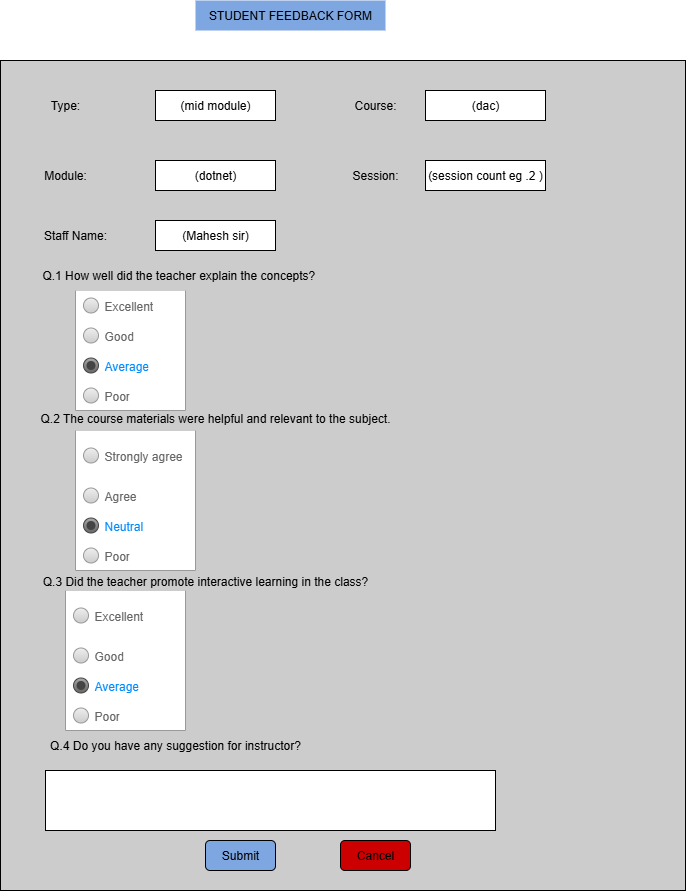 STUDENT FEEDBACK FORM
Type: (mid module) Course: (dac)
Module: (dotnet) Session: (session count eg .2 )
Staff Name: (Mahesh sir)
Q.1 How well did the teacher explain the concepts?
Excellent
Good
Average
Poor
Q.2 The course materials were helpful and relevant to the subject.
Strongly agree
Agree
Neutral
Poor
Q.3 Did the teacher promote interactive learning in the class?
Excellent
Good
Average
Poor
Q.4 Do you have any suggestion for instructor?
Submit Cancel